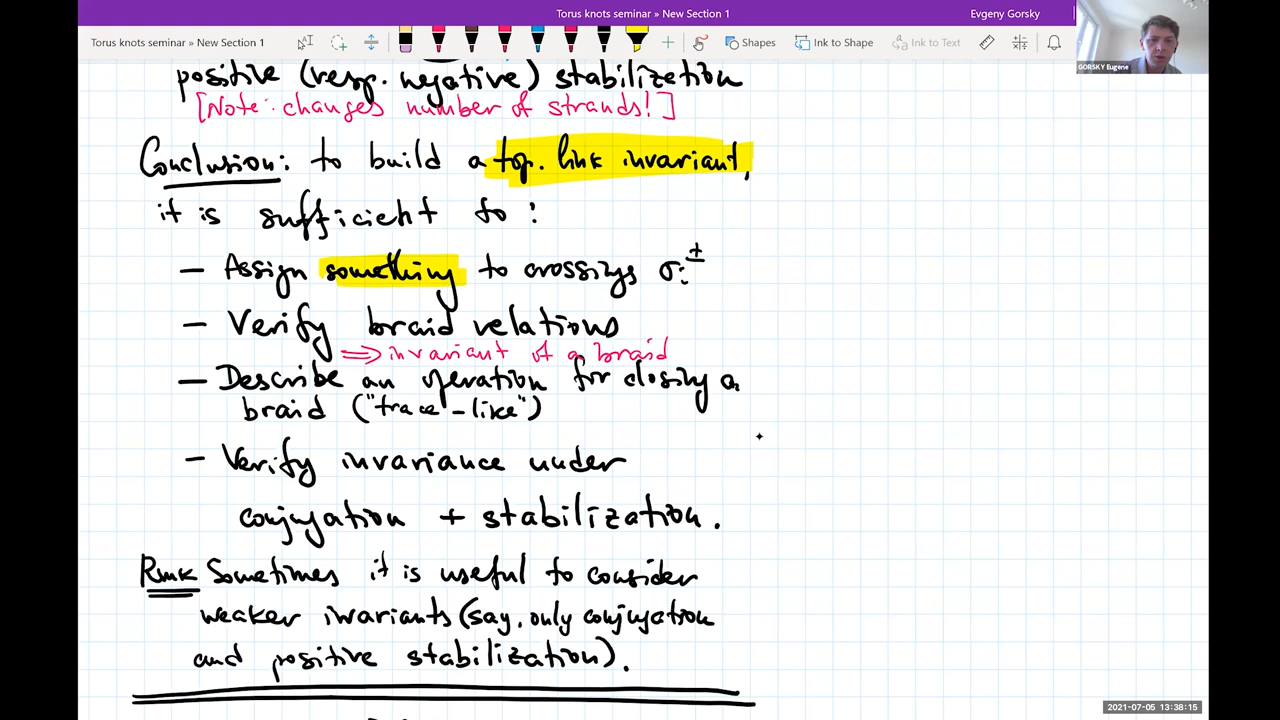 Torus knots seminar » New Section 1
Evgeny Gorsky
Torus knots seminar » New Section 1
Shapes
Ink to Shape
Ink to Text
GORSKY Eugene
positive (resp. negative) stabilization
[Note: changes number of strands!]
Conclusion: to build a top. link invariant,
it is sufficient to:
– Assign something to crossings σᵢ^±
– Verify braid relations
⟹ invariant of a braid
– Describe an operation for closing a
braid ("trace-like")
– Verify invariance under
conjugation + stabilization.
Rmk Sometimes it is useful to consider
weaker invariants (say, only conjugation
and positive stabilization).
2021-07-05 13:38:15